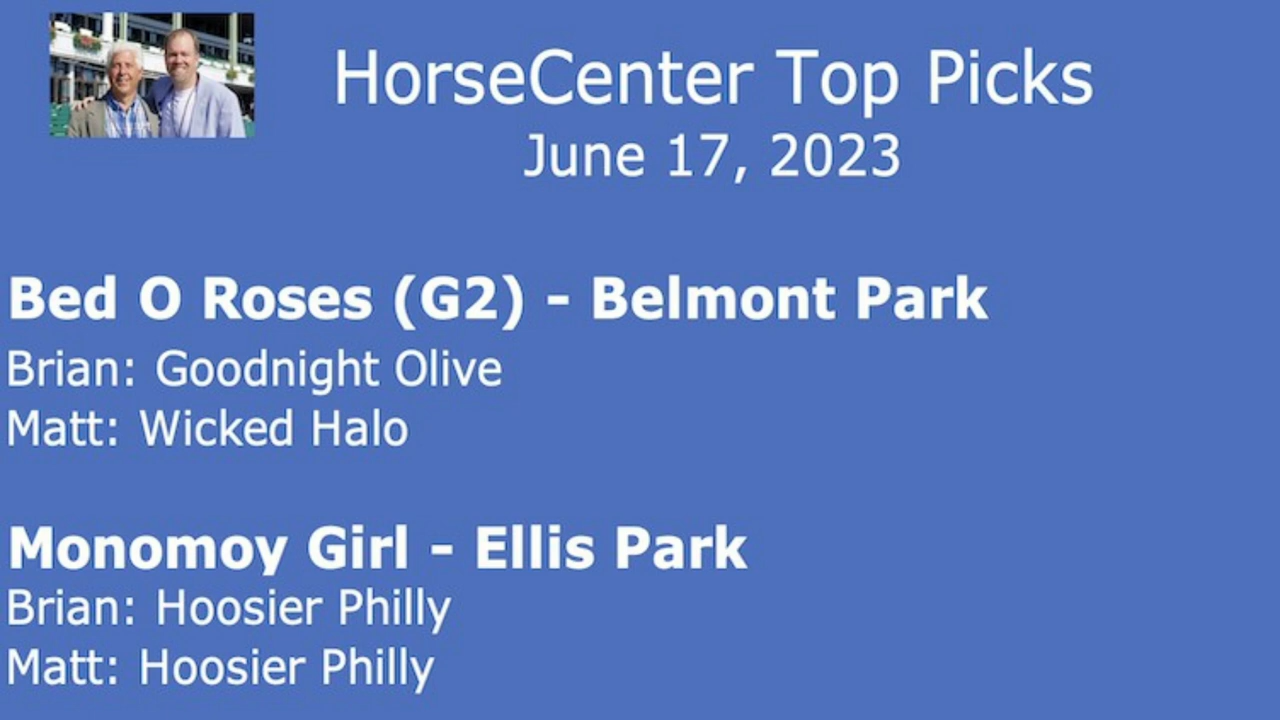 HorseCenter Top Picks
June 17, 2023
Bed O Roses (G2) - Belmont Park
Brian: Goodnight Olive
Matt: Wicked Halo
Monomoy Girl - Ellis Park
Brian: Hoosier Philly
Matt: Hoosier Philly